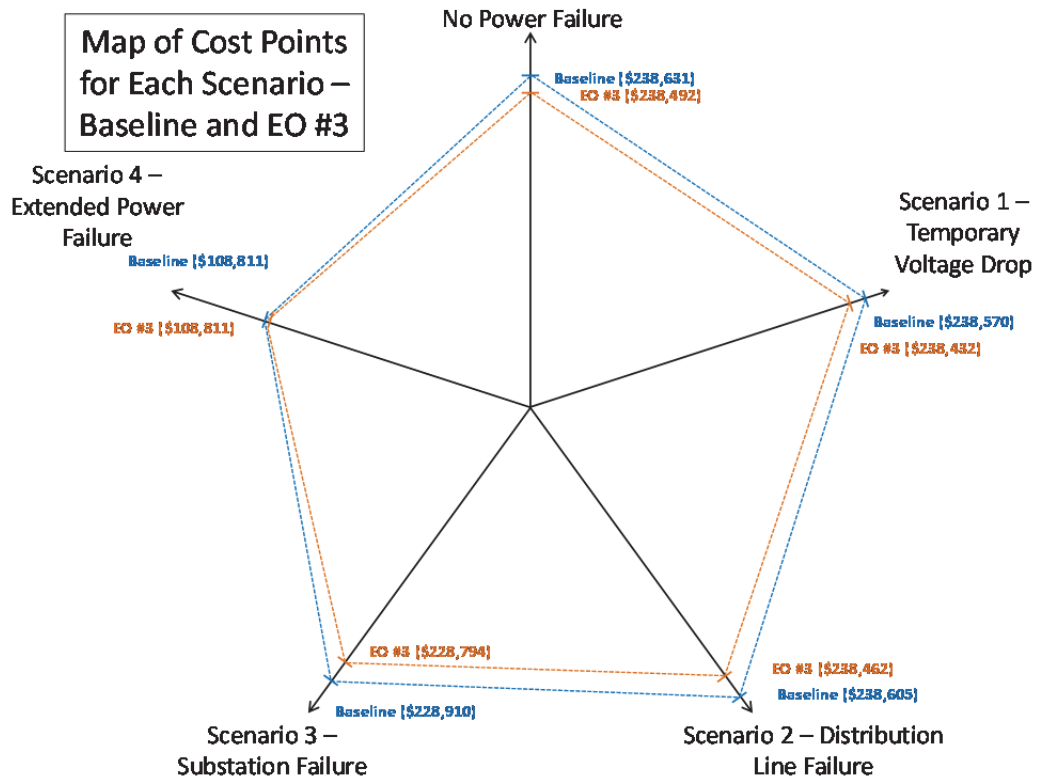 No Power Failure
Map of Cost Points
for Each Scenario –
Baseline and EO #3
Baseline ($238,631)
EO #3 ($238,492)
Scenario 4 –
Extended Power
Failure
Baseline ($108,811)
EO #3 ($108,811)
Scenario 1 –
Temporary
Voltage Drop
Baseline ($238,570)
EO #3 ($238,432)
EO #3 ($228,794)
Baseline ($228,910)
EO #3 ($238,462)
Baseline ($238,605)
Scenario 3 –
Substation Failure
Scenario 2 – Distribution
Line Failure